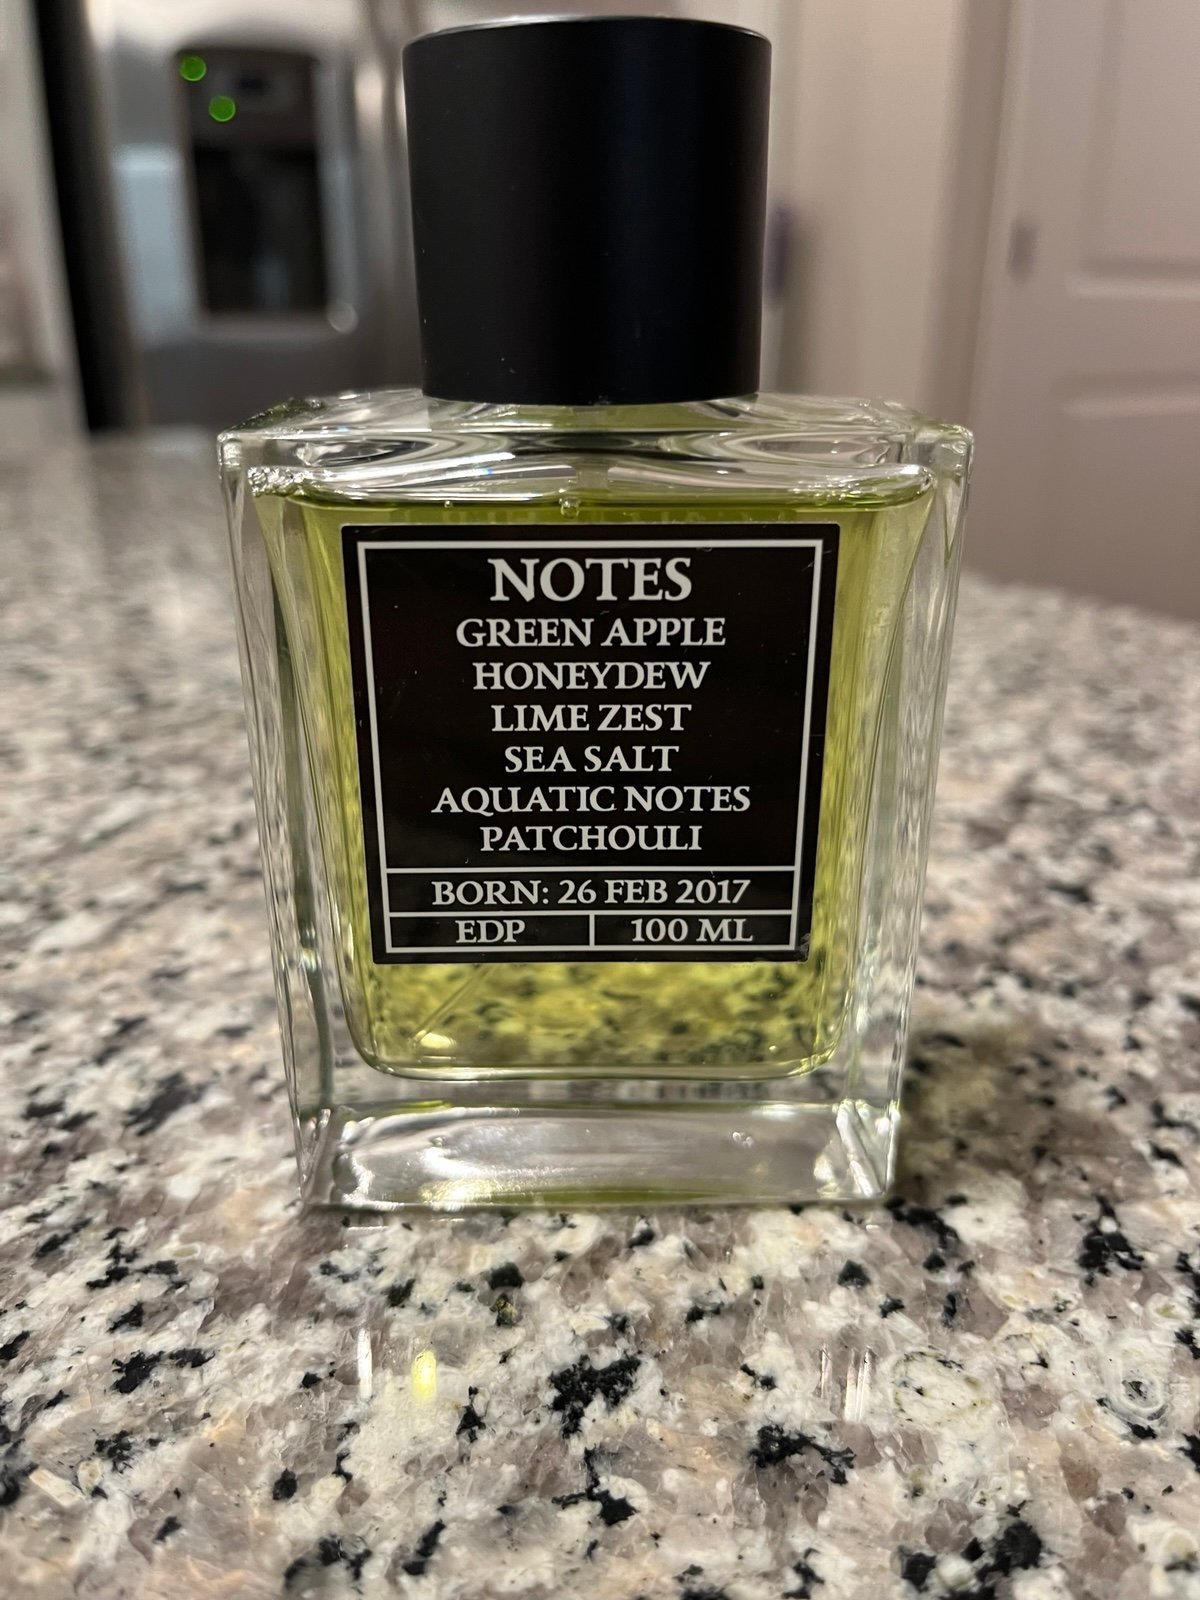 NOTES
GREEN APPLE
HONEYDEW
LIME ZEST
SEA SALT
AQUATIC NOTES
PATCHOULI
BORN: 26 FEB 2017
EDP
100 ML